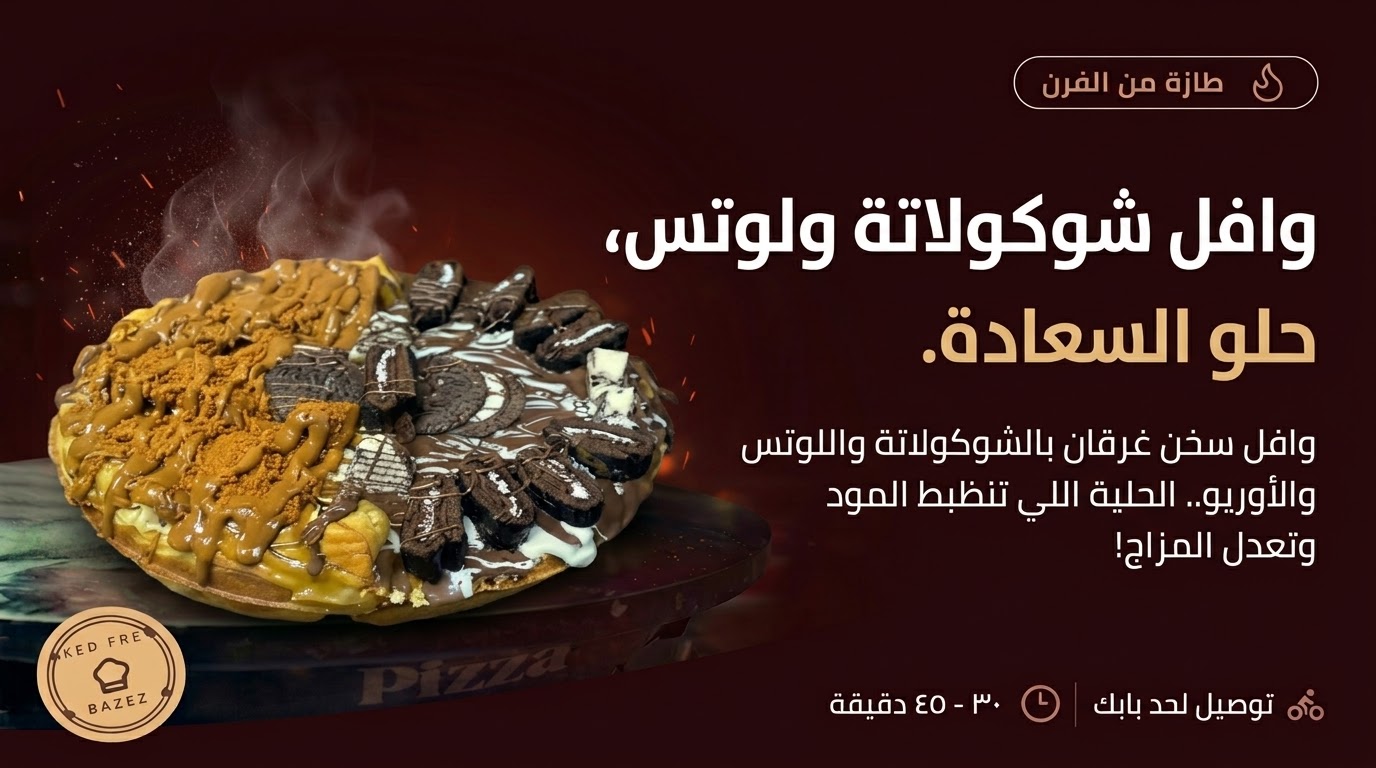 طازة من الفرن
وافل شوكولاتة ولوتس،
حلو السعادة.
وافل سخن غرقان بالشوكولاتة واللوتس
والأوريو.. الحلية اللي تنظبط المود
وتعدل المزاج!
توصيل لحد بابك
٣٠ - ٤٥ دقيقة
Pizza
KED FRE
BAZEZ